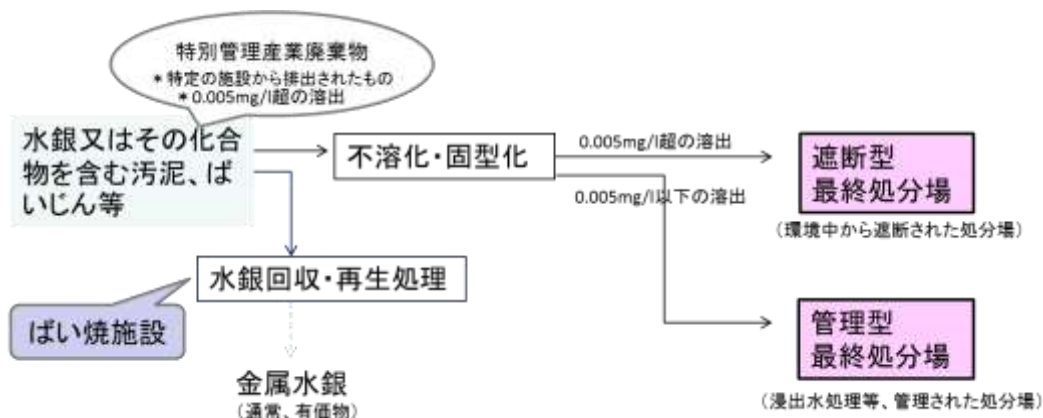 特別管理産業廃棄物
*特定の施設から排出されたもの
*0.005mg/l超の溶出
水銀又はその化合
物を含む汚泥、ば
いじん等
不溶化・固型化
0.005mg/l超の溶出
0.005mg/l以下の溶出
遮断型
最終処分場
(環境中から遮断された処分場)
水銀回収・再生処理
ばい焼施設
管理型
最終処分場
(浸出水処理等、管理された処分場)
金属水銀
(通常、有価物)